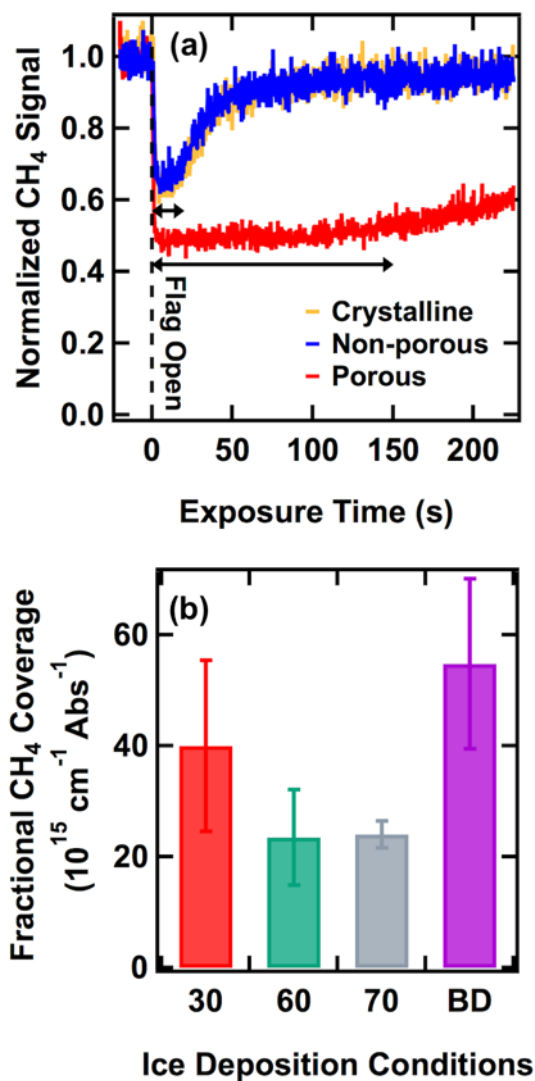 (a)
Normalized CH4 Signal
1.0
0.8
0.6
0.4
0.2
0.0
Flag Open
Crystalline
Non-porous
Porous
0 50 100 150 200
Exposure Time (s)
(b)
Fractional CH4 Coverage
(10^15 cm^-1 Abs^-1)
60
40
20
0
30 60 70 BD
Ice Deposition Conditions